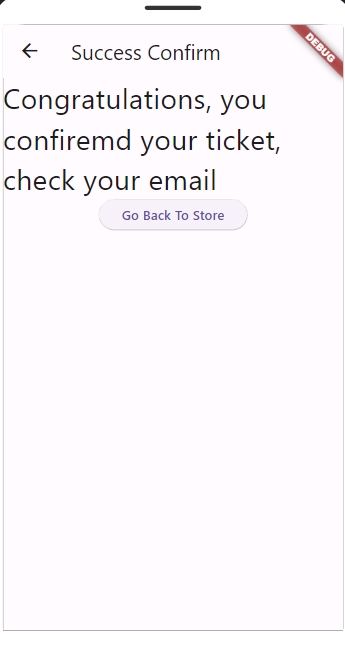 Success Confirm
DEBUG
Congratulations, you
confiremd your ticket,
check your email
Go Back To Store